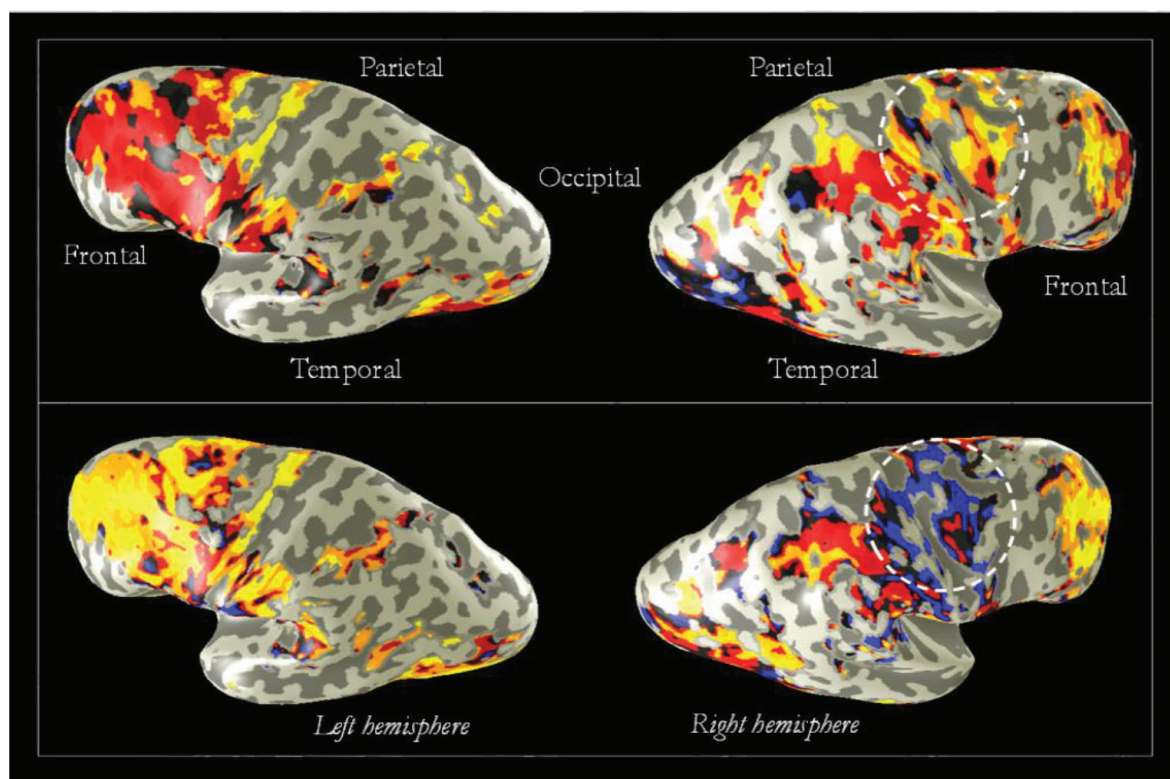 Parietal
Parietal
Occipital
Frontal
Frontal
Temporal
Temporal
Left hemisphere
Right hemisphere